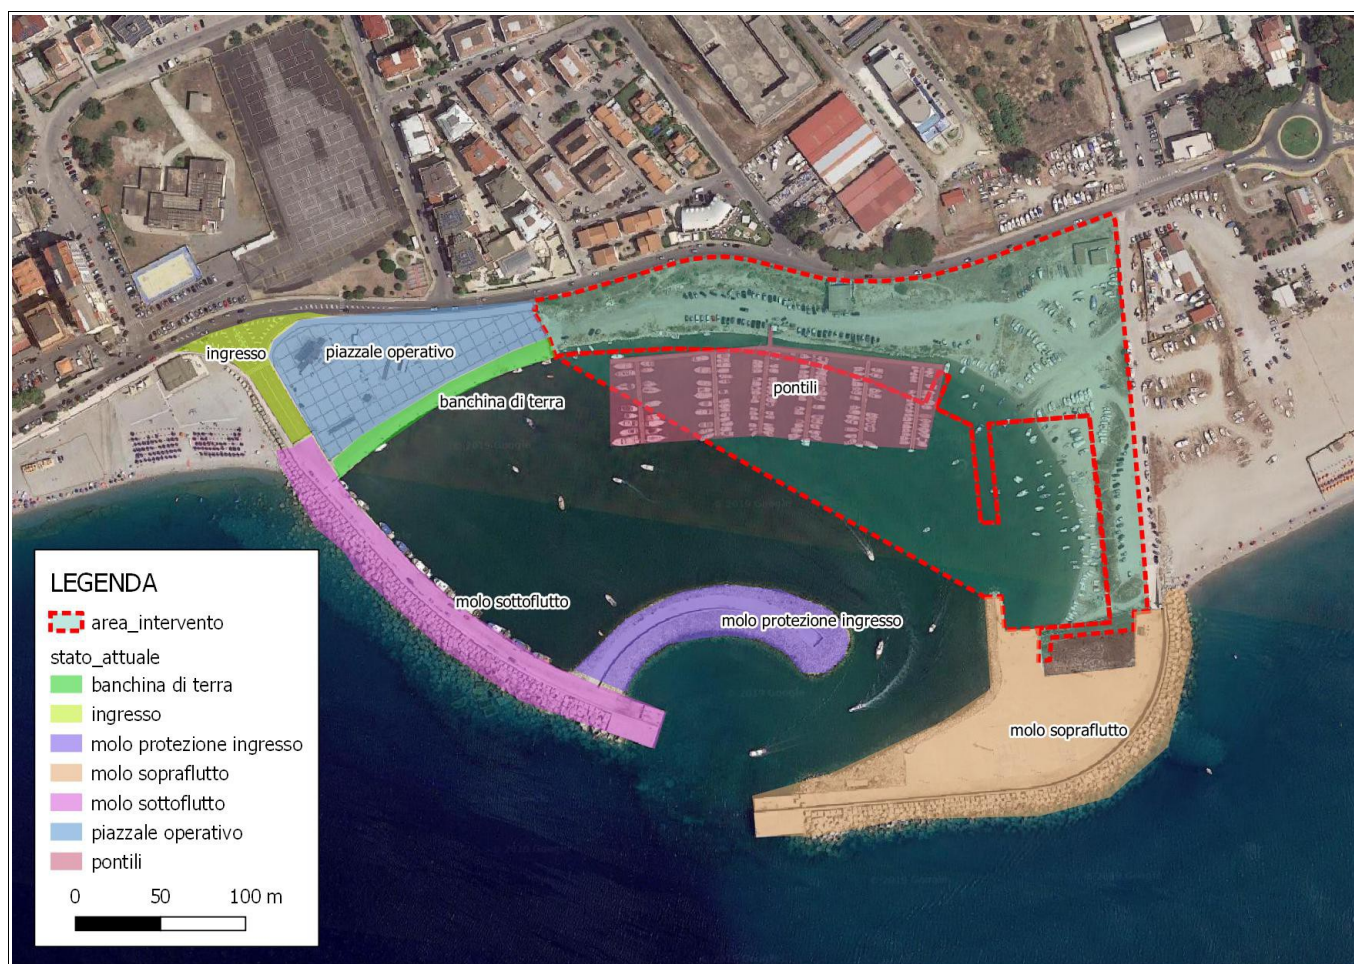 ingresso
piazzale operativo
banchina di terra
pontili
molo sottoflutto
molo protezione ingresso
molo sopraflutto
LEGENDA
area_intervento
stato_attuale
banchina di terra
ingresso
molo protezione ingresso
molo sopraflutto
molo sottoflutto
piazzale operativo
pontili
0 50 100 m